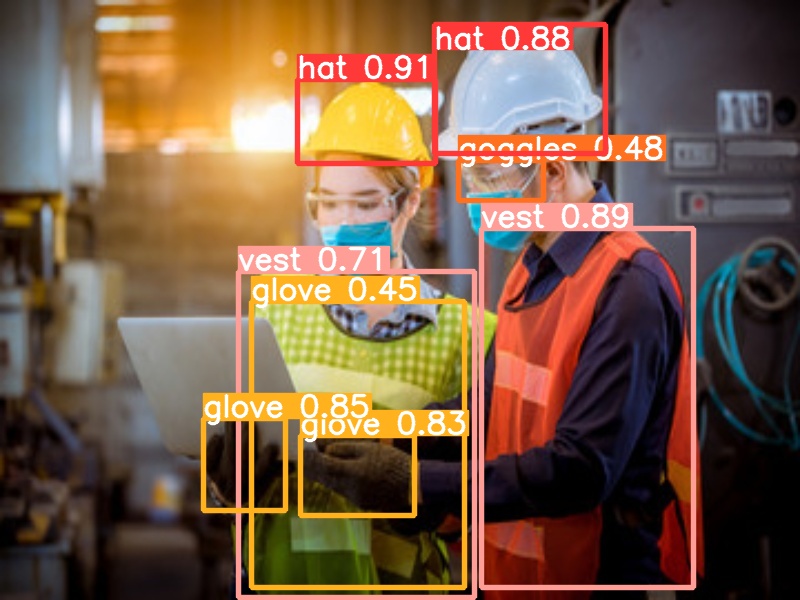 hat 0.88
hat 0.91
goggles 0.48
vest 0.89
vest 0.71
glove 0.45
glove 0.85
glove 0.83